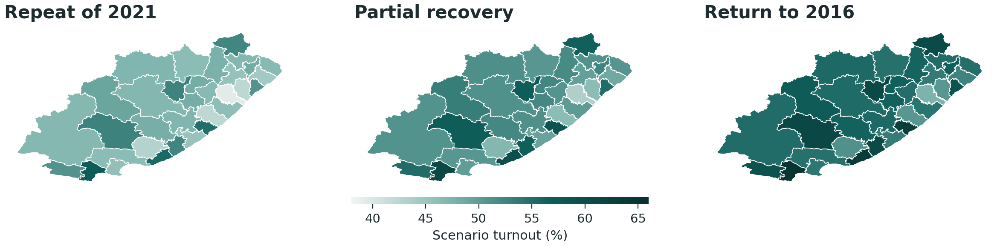 Repeat of 2021
Partial recovery
Return to 2016
40 45 50 55 60 65
Scenario turnout (%)